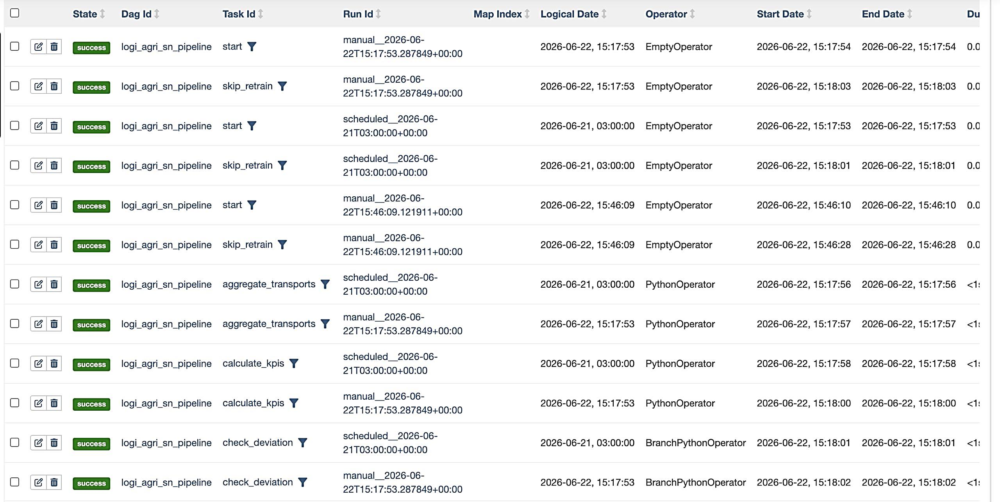 State Dag Id Task Id Run Id Map Index Logical Date Operator Start Date End Date Du
success logi_agri_sn_pipeline start manual__2026-06-22T15:17:53.287849+00:00 2026-06-22, 15:17:53 EmptyOperator 2026-06-22, 15:17:54 2026-06-22, 15:17:54 0.0
success logi_agri_sn_pipeline skip_retrain manual__2026-06-22T15:17:53.287849+00:00 2026-06-22, 15:17:53 EmptyOperator 2026-06-22, 15:18:03 2026-06-22, 15:18:03 0.0
success logi_agri_sn_pipeline start scheduled__2026-06-21T03:00:00+00:00 2026-06-21, 03:00:00 EmptyOperator 2026-06-22, 15:17:53 2026-06-22, 15:17:53 0.0
success logi_agri_sn_pipeline skip_retrain scheduled__2026-06-21T03:00:00+00:00 2026-06-21, 03:00:00 EmptyOperator 2026-06-22, 15:18:01 2026-06-22, 15:18:01 0.0
success logi_agri_sn_pipeline start manual__2026-06-22T15:46:09.121911+00:00 2026-06-22, 15:46:09 EmptyOperator 2026-06-22, 15:46:10 2026-06-22, 15:46:10 0.0
success logi_agri_sn_pipeline skip_retrain manual__2026-06-22T15:46:09.121911+00:00 2026-06-22, 15:46:09 EmptyOperator 2026-06-22, 15:46:28 2026-06-22, 15:46:28 0.0
success logi_agri_sn_pipeline aggregate_transports scheduled__2026-06-21T03:00:00+00:00 2026-06-21, 03:00:00 PythonOperator 2026-06-22, 15:17:56 2026-06-22, 15:17:56 <1
success logi_agri_sn_pipeline aggregate_transports manual__2026-06-22T15:17:53.287849+00:00 2026-06-22, 15:17:53 PythonOperator 2026-06-22, 15:17:57 2026-06-22, 15:17:57 <1
success logi_agri_sn_pipeline calculate_kpis scheduled__2026-06-21T03:00:00+00:00 2026-06-21, 03:00:00 PythonOperator 2026-06-22, 15:17:58 2026-06-22, 15:17:58 <1
success logi_agri_sn_pipeline calculate_kpis manual__2026-06-22T15:17:53.287849+00:00 2026-06-22, 15:17:53 PythonOperator 2026-06-22, 15:18:00 2026-06-22, 15:18:00 <1
success logi_agri_sn_pipeline check_deviation scheduled__2026-06-21T03:00:00+00:00 2026-06-21, 03:00:00 BranchPythonOperator 2026-06-22, 15:18:01 2026-06-22, 15:18:01 <1
success logi_agri_sn_pipeline check_deviation manual__2026-06-22T15:17:53.287849+00:00 2026-06-22, 15:17:53 BranchPythonOperator 2026-06-22, 15:18:02 2026-06-22, 15:18:02 <1